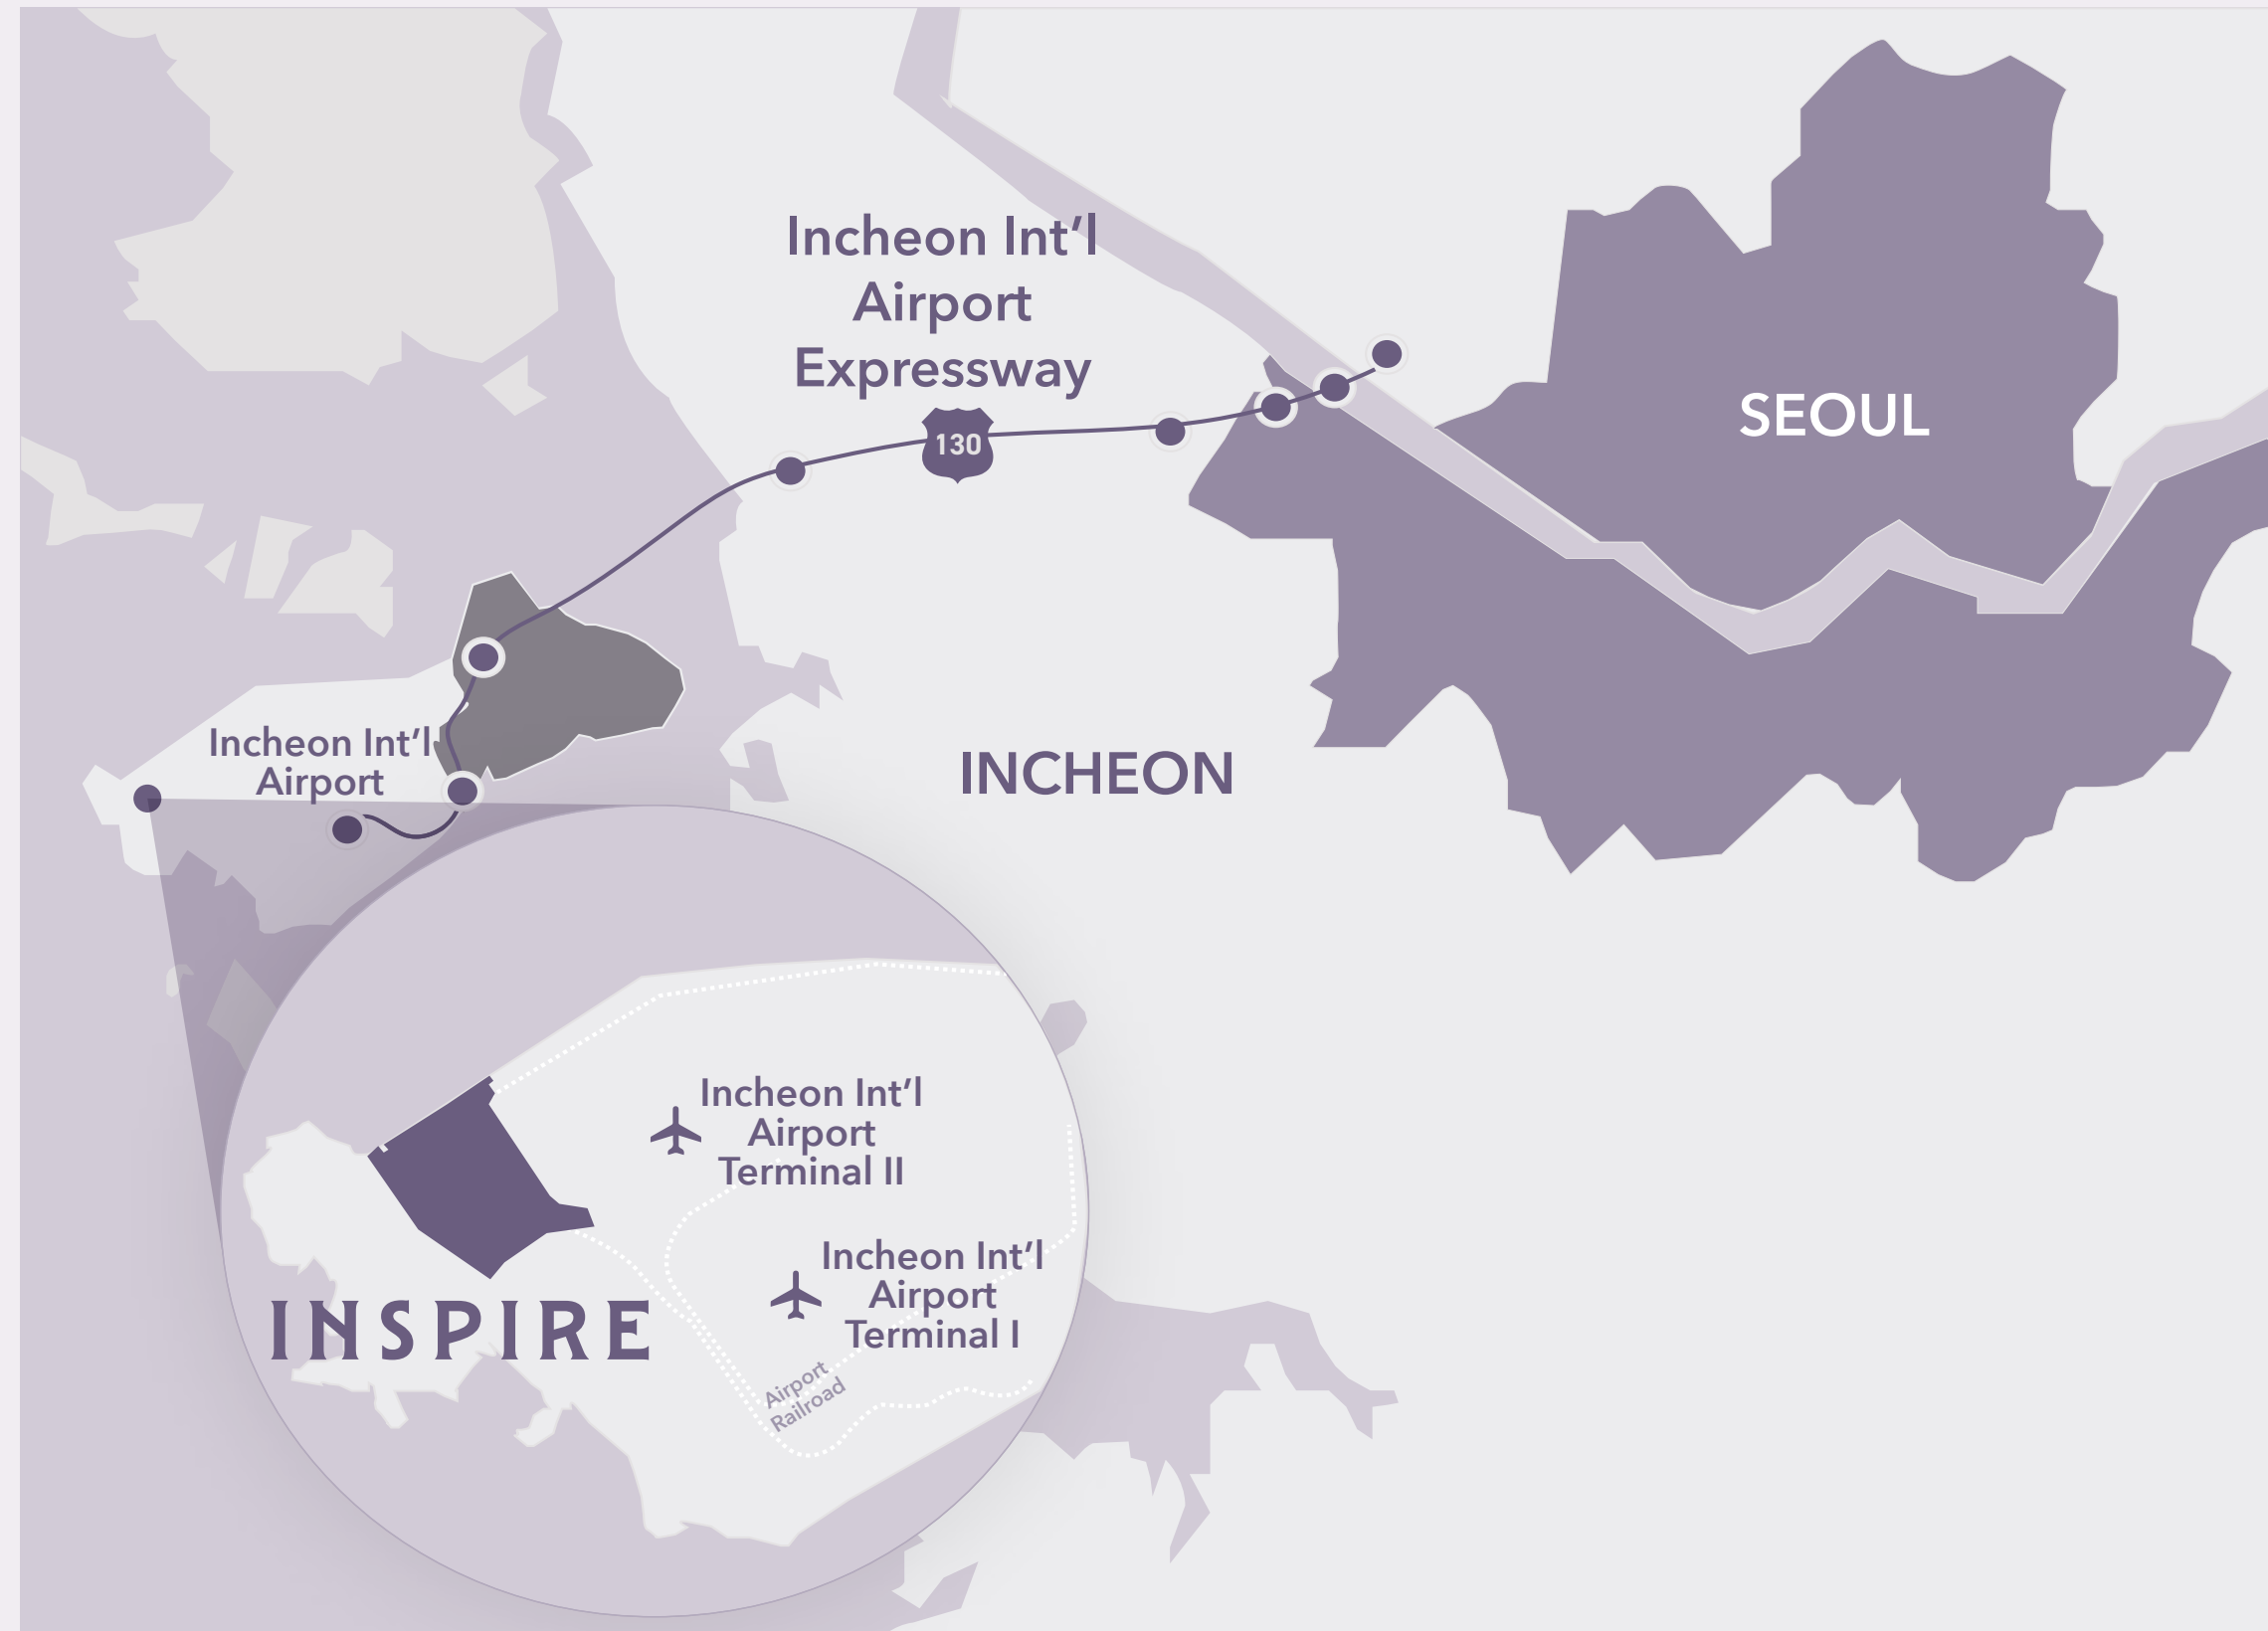 Incheon Int’l
Airport
Expressway
130
SEOUL
Incheon Int’l
Airport
INCHEON
Incheon Int’l
Airport
Terminal II
Incheon Int’l
Airport
Terminal I
INSPIRE
Airport
Railroad